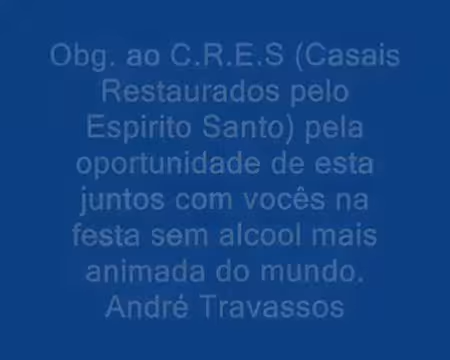 Obg. ao C.R.E.S (Casais
Restaurados pelo
Espirito Santo) pela
oportunidade de esta
juntos com vocês na
festa sem alcool mais
animada do mundo.
André Travassos